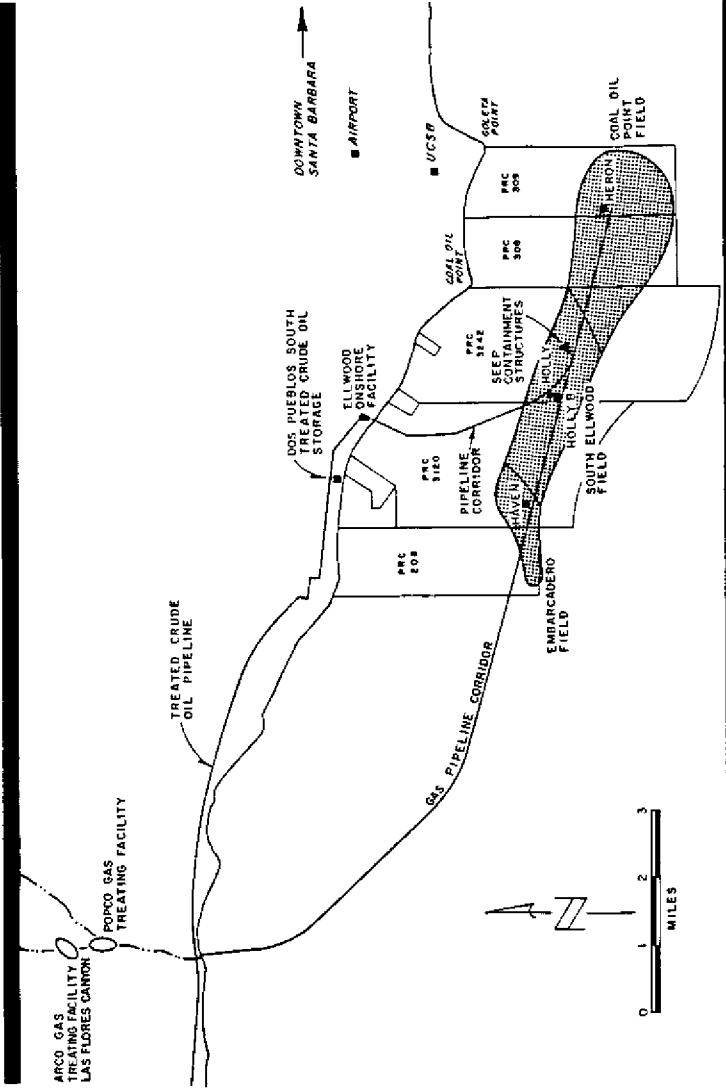 DOWNTOWN
SANTA BARBARA
AIRPORT
UCSB
GOLETA
POINT
COAL OIL
POINT
DOS PUEBLOS SOUTH
TREATED CRUDE OIL
STORAGE
ELLWOOD
ONSHORE
FACILITY
TREATED CRUDE
OIL PIPELINE
POPCO GAS
TREATING FACILITY
ARCO GAS
TREATING FACILITY
LAS FLORES CANYON
PRC
309
PRC
308
PRC
3242
PRC
3120
PRC
208
SEEP
CONTAINMENT
STRUCTURES
PIPELINE
CORRIDOR
HOLLY
HOLLY B
HAVEN
HERON
COAL OIL
POINT
FIELD
SOUTH ELLWOOD
FIELD
EMBARCADERO
FIELD
GAS PIPELINE CORRIDOR
N
0 1 2 3
MILES